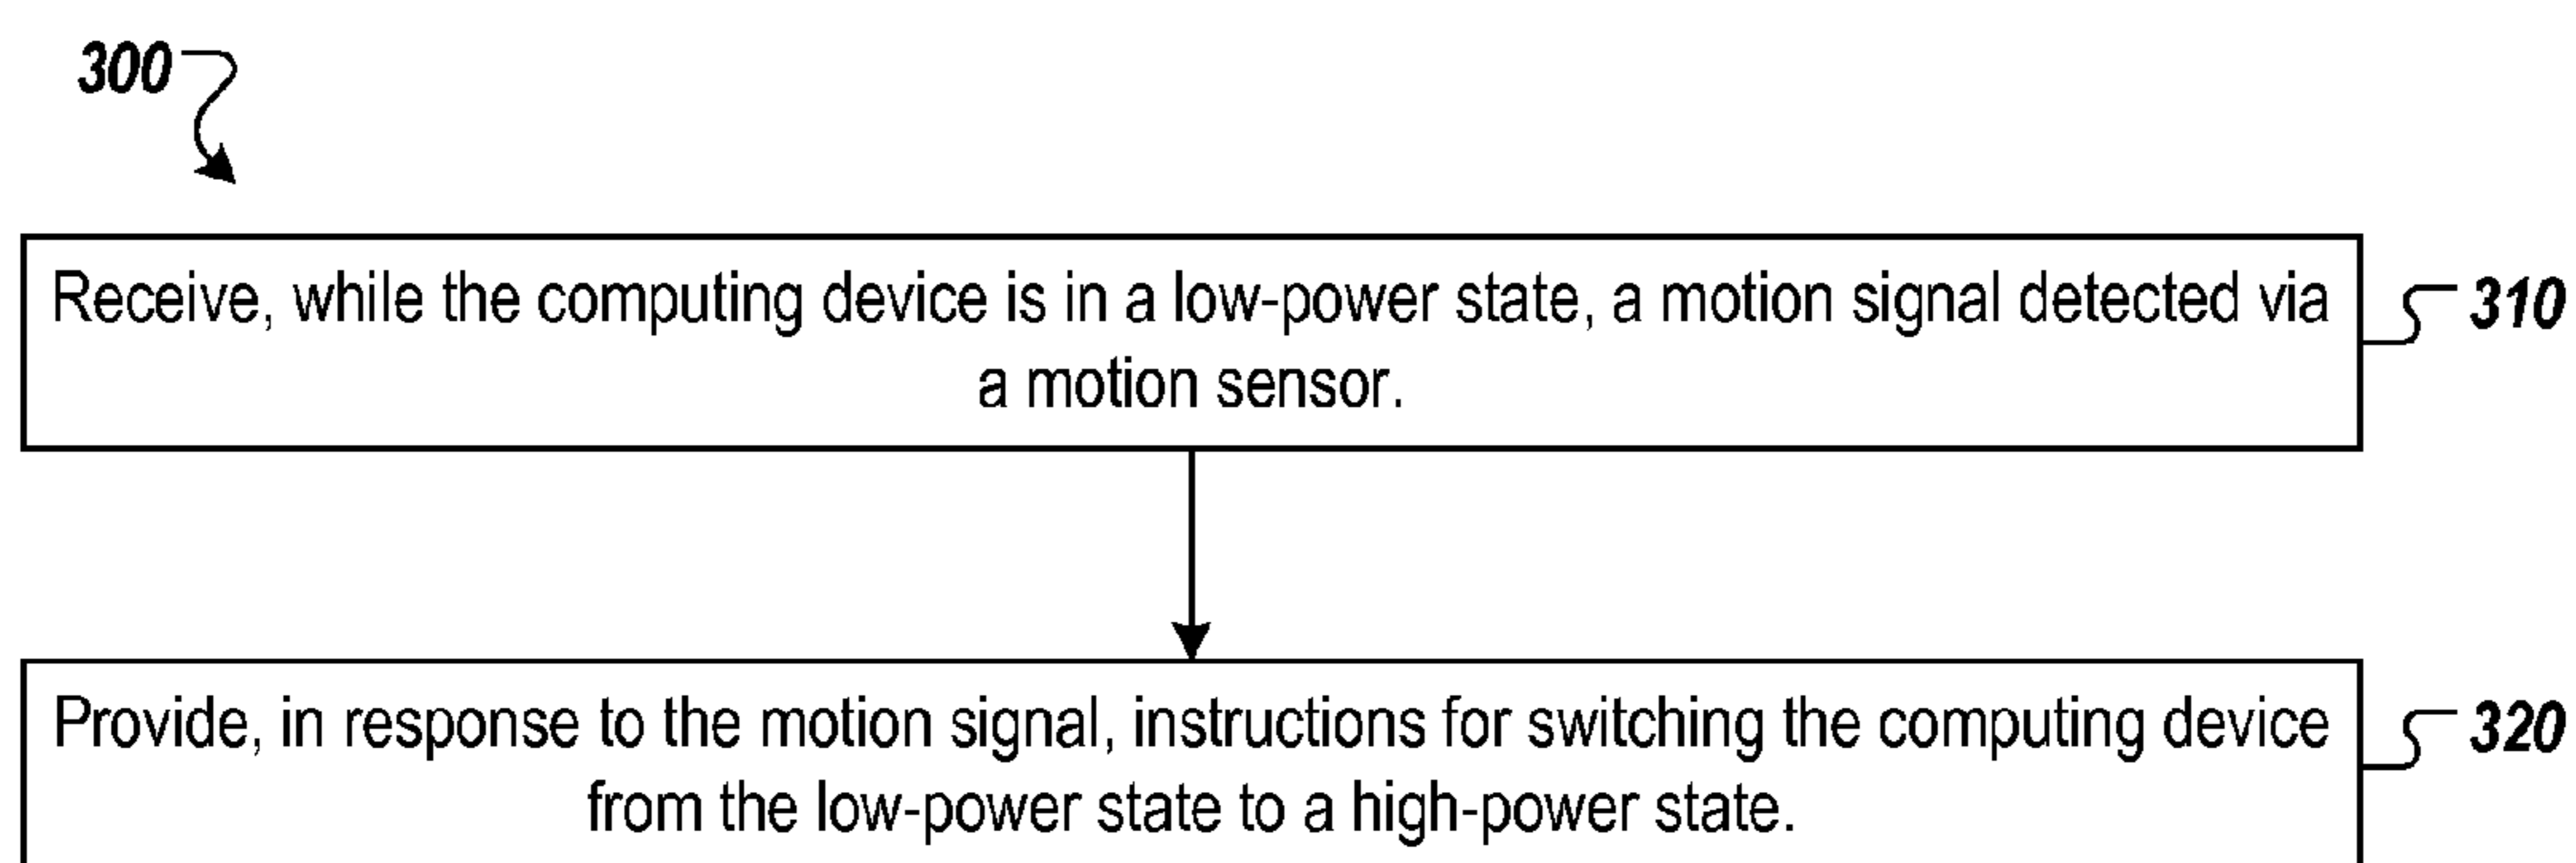 300
Receive, while the computing device is in a low-power state, a motion signal detected via
310
a motion sensor.
Provide, in response to the motion signal, instructions for switching the computing device
320
from the low-power state to a high-power state.